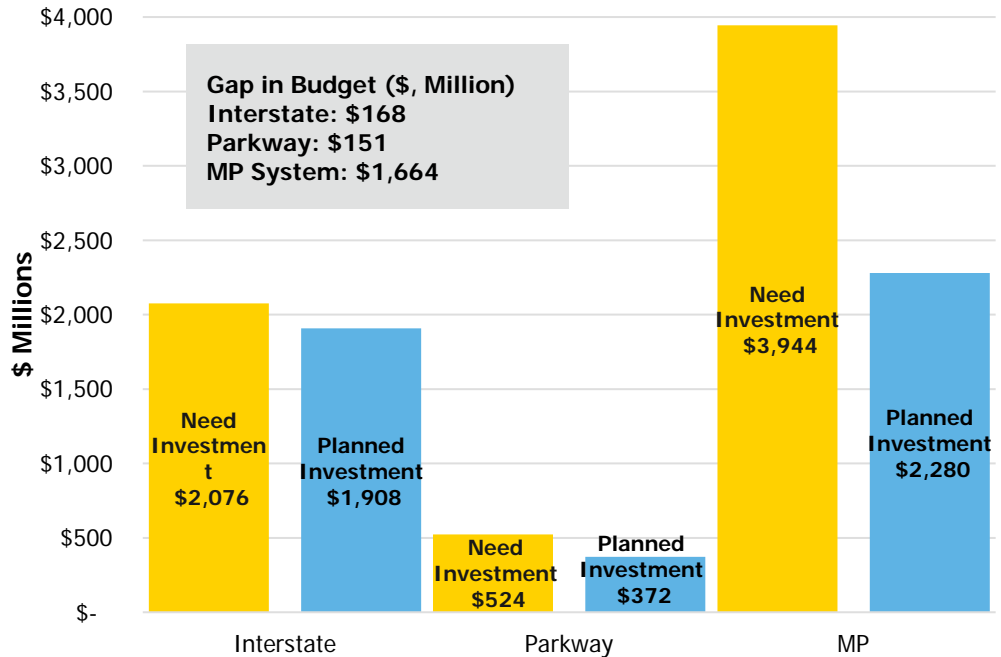 $4,000
$3,500
$3,000
$2,500
$2,000
$1,500
$1,000
$500
$-
$ Millions
Gap in Budget ($, Million)
Interstate: $168
Parkway: $151
MP System: $1,664
Need
Investmen
t
$2,076
Planned
Investment
$1,908
Need
Investment
$524
Planned
Investment
$372
Need
Investment
$3,944
Planned
Investment
$2,280
Interstate
Parkway
MP